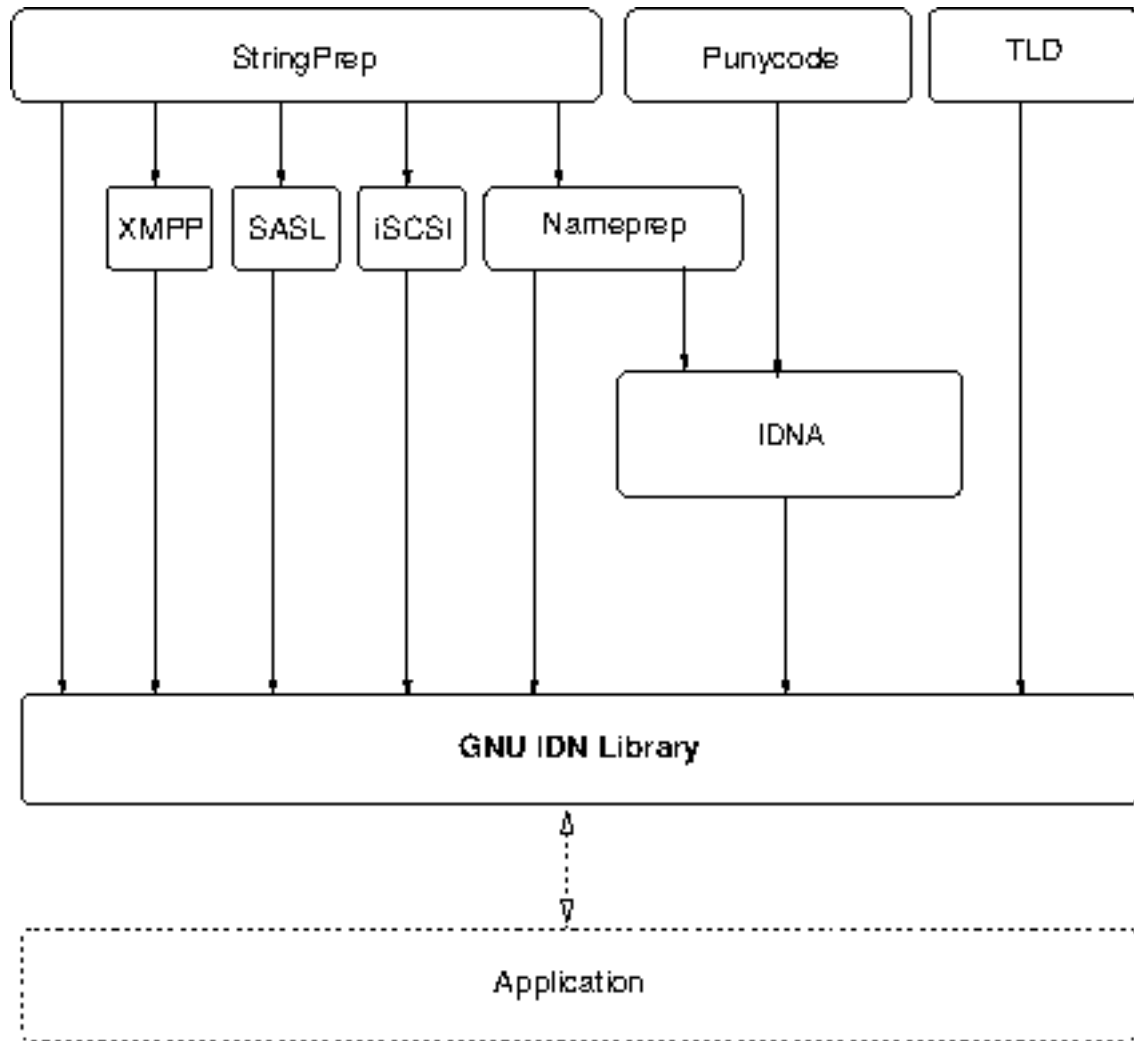 StringPrep
Punycode
TLD
XMPP
SASL
iSCSI
Nameprep
IDNA
GNU IDN Library
Application